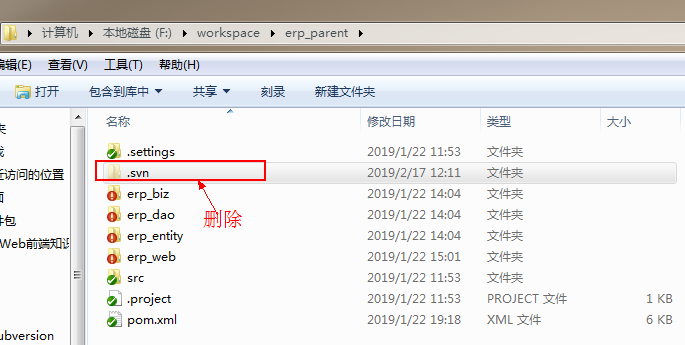 计算机 本地磁盘 (F:) workspace erp_parent
编辑(E) 查看(V) 工具(T) 帮助(H)
打开 包含到库中 共享 刻录 新建文件夹
名称 修改日期 类型 大小
.settings 2019/1/22 11:53 文件夹
.svn 2019/2/17 12:11 文件夹
erp_biz 2019/1/22 14:04 文件夹
erp_dao 2019/1/22 14:04 文件夹
删除
erp_entity 2019/1/22 14:04 文件夹
erp_web 2019/1/22 15:01 文件夹
src 2019/1/22 11:53 文件夹
.project 2019/1/22 11:53 PROJECT 文件 1 KB
pom.xml 2019/1/22 19:18 XML 文件 6 KB
近访问的位置
件包
Web前端知识
ubversion